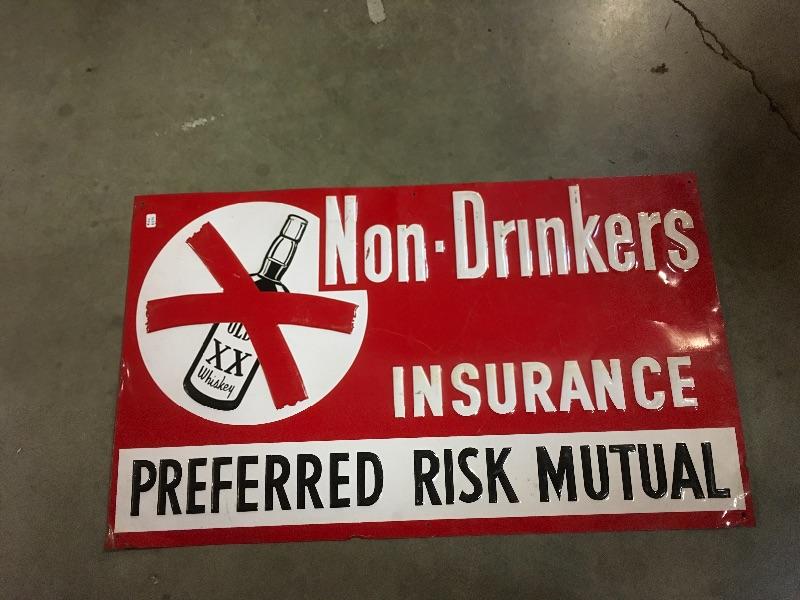 Non-Drinkers
INSURANCE
OLD
XX
Whiskey
PREFERRED RISK MUTUAL